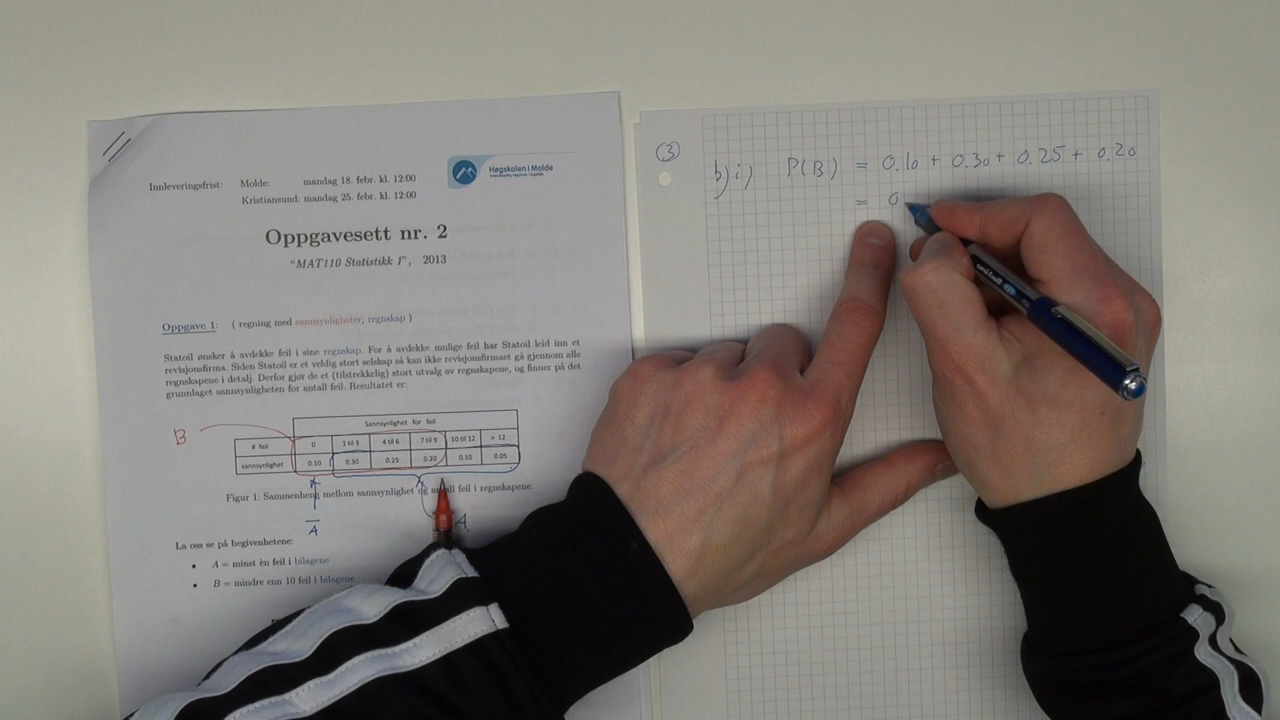 Innleveringsfrist: Molde: mandag 18. febr. kl. 12:00
Kristiansund: mandag 25. febr. kl. 12:00
Høgskolen i Molde
Oppgavesett nr. 2
"MAT110 Statistikk I", 2013
Oppgave 1: ( regning med sannsynligheter, regnskap )
Statoil ønsker å avdekke feil i sine regnskap. For å avdekke mulige feil har Statoil leid inn et
revisjonsfirma. Siden Statoil er et veldig stort selskap så kan ikke revisjonsfirmaet gå gjennom alle
regnskapene i detalj. Derfor gjør de et (tilstrekkelig) stort utvalg av regnskapene, og finner på det
grunnlaget sannsynligheten for antall feil. Resultatet er:
Sannsynlighet for feil
# feil 0 1 til 3 4 til 6 7 til 9 10 til 12 > 12
sannsynlighet 0.10 0.30 0.25 0.20 0.10 0.05
B
Figur 1: Sammenheng mellom sannsynlighet og antall feil i regnskapene.
A
A
La oss se på begivenhetene:
• A = minst én feil i bilagene
• B = mindre enn 10 feil i bilagene
3
b) i) P(B) = 0.10 + 0.30 + 0.25 + 0.20
= 0
uni-ball